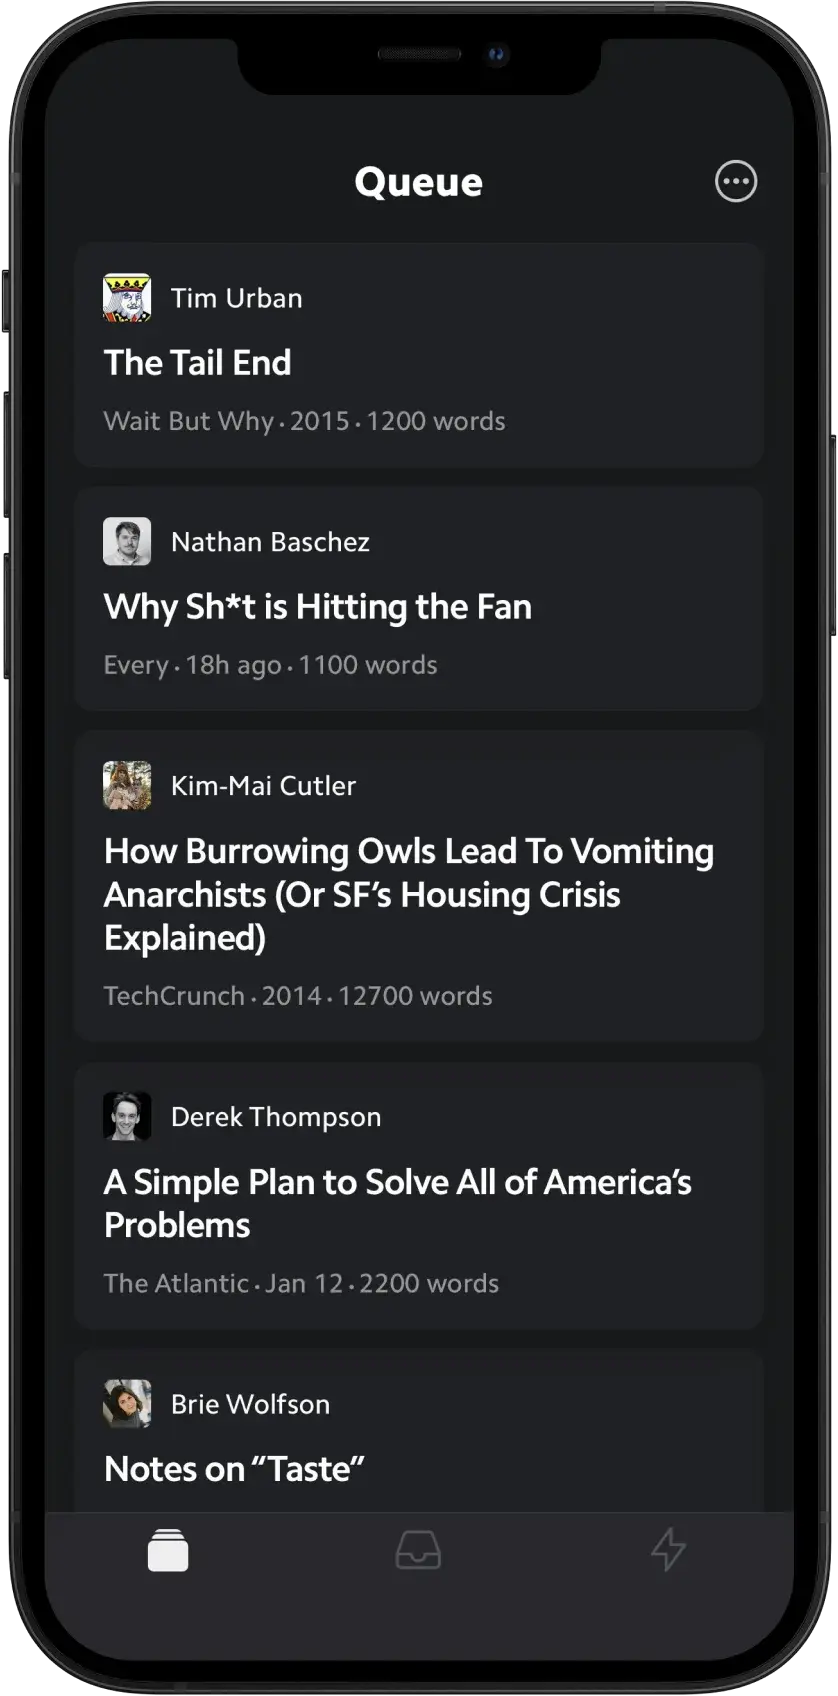 Queue
Tim Urban
The Tail End
Wait But Why · 2015 · 1200 words
Nathan Baschez
Why Sh*t is Hitting the Fan
Every · 18h ago · 1100 words
Kim-Mai Cutler
How Burrowing Owls Lead To Vomiting
Anarchists (Or SF’s Housing Crisis
Explained)
TechCrunch · 2014 · 12700 words
Derek Thompson
A Simple Plan to Solve All of America’s
Problems
The Atlantic · Jan 12 · 2200 words
Brie Wolfson
Notes on “Taste”